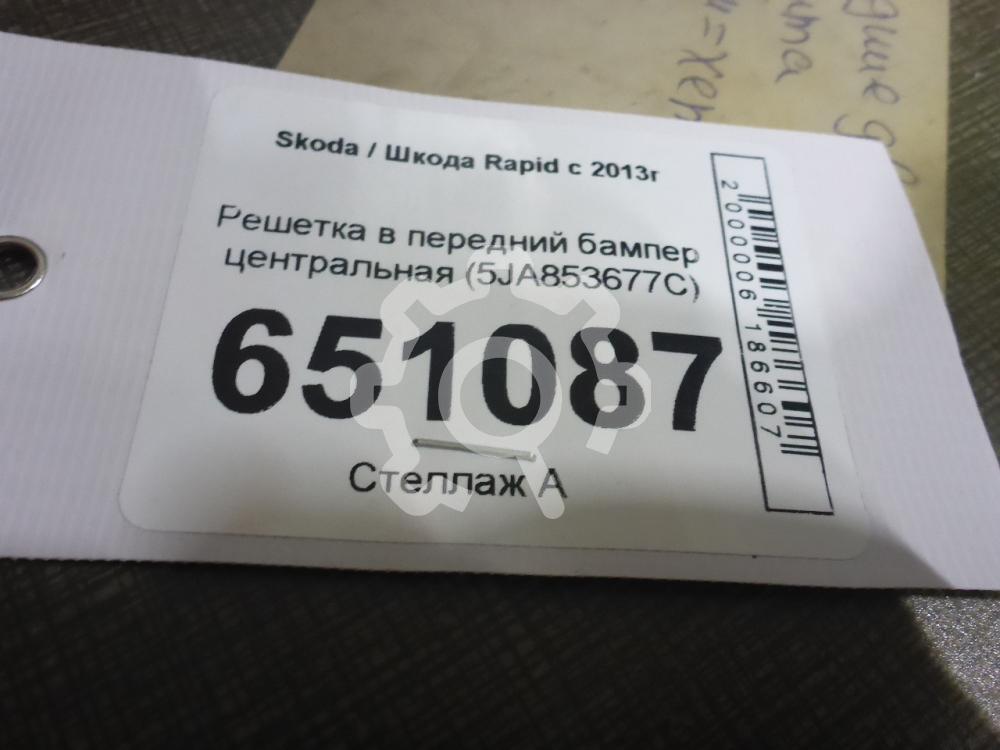 Skoda / Шкода Rapid с 2013г
Решетка в передний бампер
центральная (5JA853677C)
651087
Стеллаж А
2000006186607